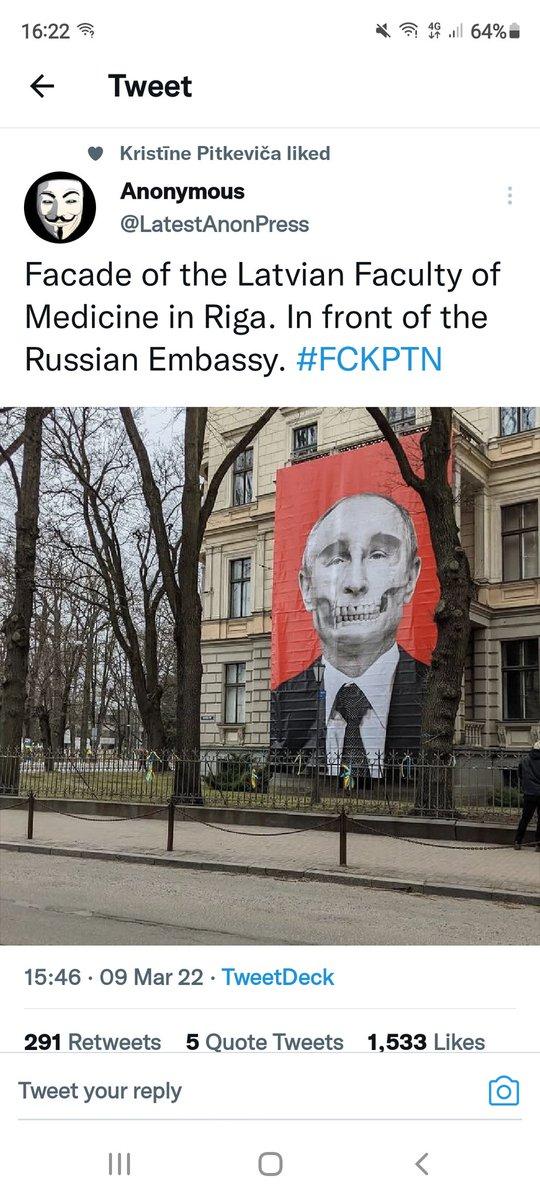 16:22
4G
64%
Tweet
Kristīne Pitkeviča liked
Anonymous
@LatestAnonPress
Facade of the Latvian Faculty of
Medicine in Riga. In front of the
Russian Embassy. #FCKPTN
15:46 · 09 Mar 22 · TweetDeck
291 Retweets 5 Quote Tweets 1,533 Likes
Tweet your reply